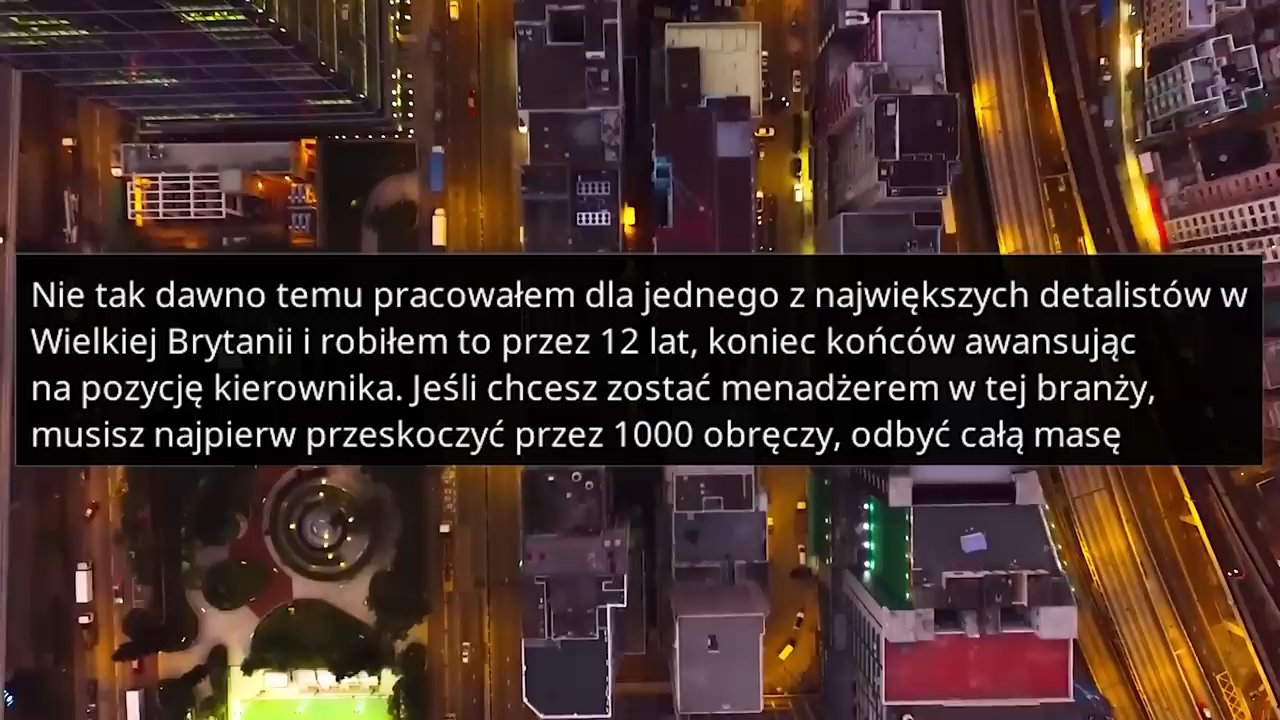 Nie tak dawno temu pracowałem dla jednego z największych detalistów w
Wielkiej Brytanii i robiłem to przez 12 lat, koniec końców awansując
na pozycję kierownika. Jeśli chcesz zostać menadżerem w tej branży,
musisz najpierw przeskoczyć przez 1000 obręczy, odbyć całą masę